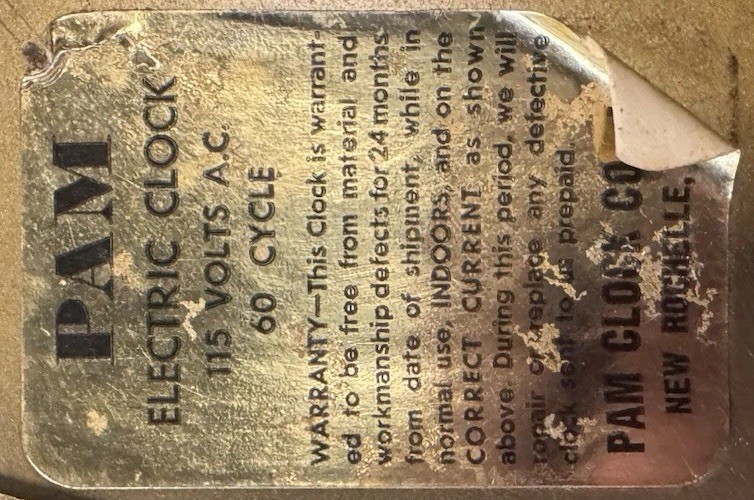 PAM
ELECTRIC CLOCK
115 VOLTS A.C.
60 CYCLE
WARRANTY—This Clock is warrant-
ed to be free from material and
workmanship defects for 24 months
from date of shipment, while in
normal use, INDOORS, and on the
CORRECT CURRENT as shown
above. During this period, we will
repair or replace any defective
clock sent to us prepaid.
PAM CLOCK CO
NEW ROCHELLE,